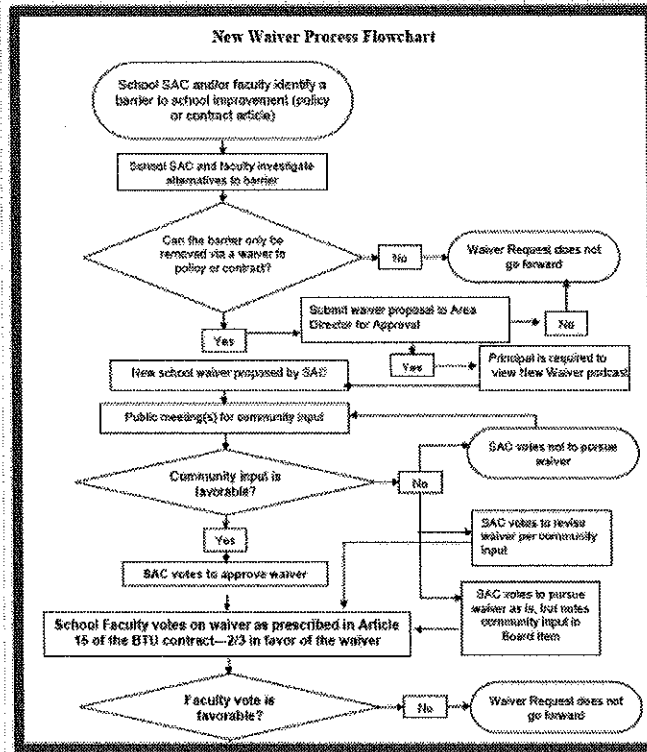 New Waiver Process Flowchart
School SAC and/or faculty identify a
barrier to school improvement (policy
or contract article)
School SAC and faculty investigate
alternatives to barrier
Can the barrier only be
removed via a waiver to
policy or contract?
No
Waiver Request does not
go forward
Yes
Submit waiver proposal to Area
Director for Approval
No
Yes
Principal is required to
view New Waiver podcast
New school waiver proposed by SAC
Public meeting(s) for community input
Community input is
favorable?
No
SAC votes not to pursue
waiver
Yes
SAC votes to revise
waiver per community
input
SAC votes to approve waiver
SAC votes to pursue
waiver as is, but notes
community input in
Board item
School Faculty votes on waiver as prescribed in Article
15 of the BTU contract—2/3 in favor of the waiver
Faculty vote is
favorable?
No
Waiver Request does not
go forward